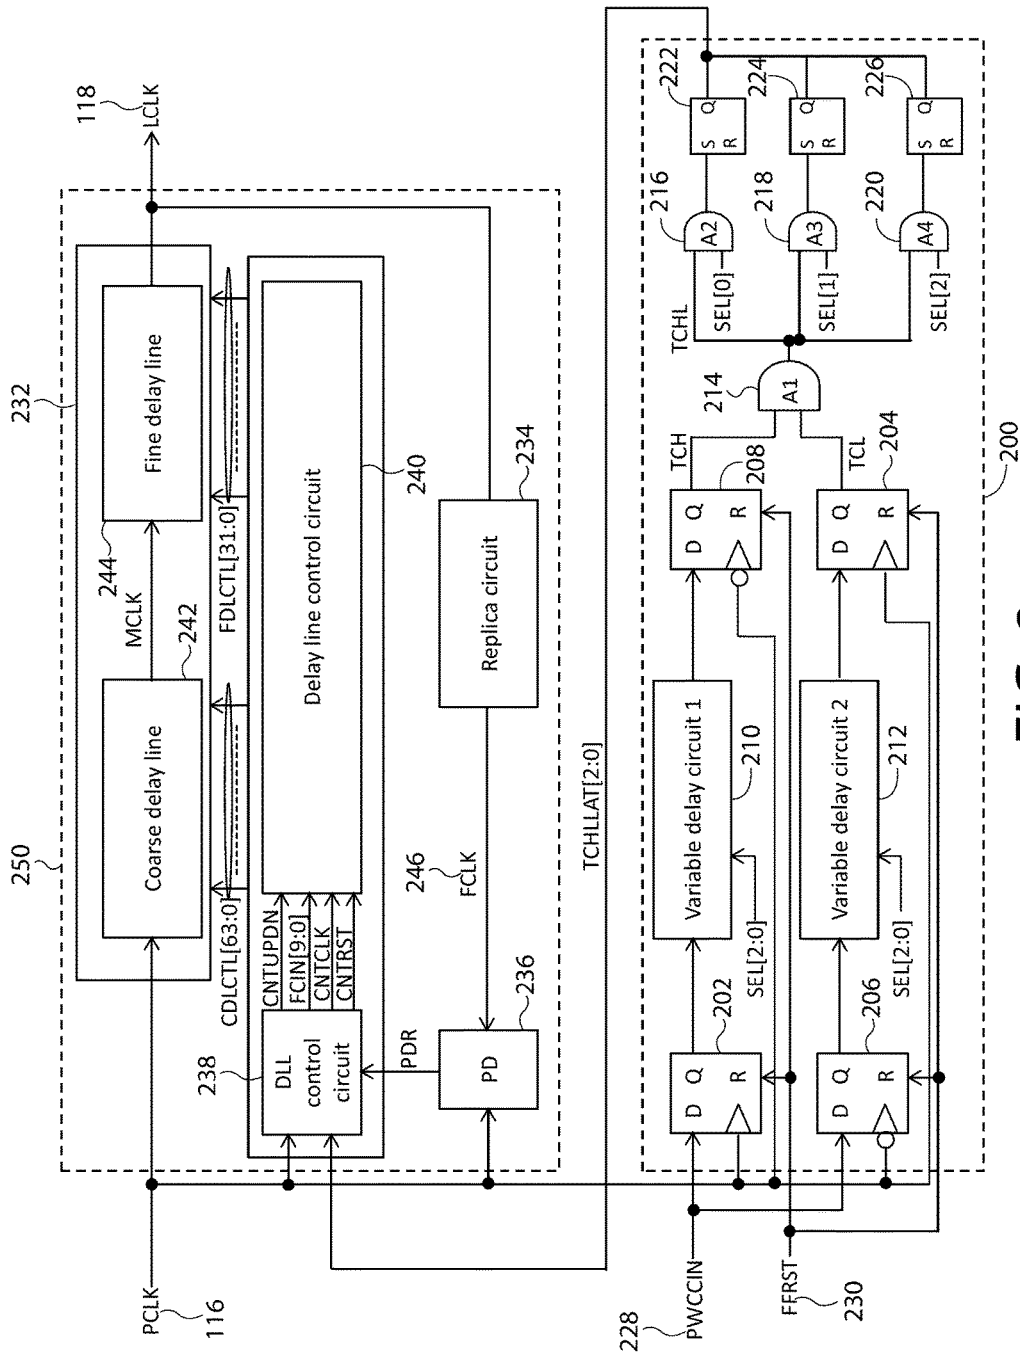 250
232
118
LCLK
Coarse delay line
MCLK
242
244
Fine delay line
CDLCTL[63:0]
FDLCTL[31:0]
238
DLL
control
circuit
CNTUPDN
FCIN[9:0]
CNTCLK
CNTRST
Delay line control circuit
240
PCLK
116
PDR
PD
236
246
FCLK
Replica circuit
234
TCHLLAT[2:0]
228
PWCCIN
FFRST
230
D Q
R
202
Variable delay circuit 1
210
SEL[2:0]
D Q
R
208
TCH
D Q
R
206
Variable delay circuit 2
212
SEL[2:0]
D Q
R
204
TCL
214
A1
TCHL
216
A2
SEL[0]
218
A3
SEL[1]
220
A4
SEL[2]
222
S Q
R
224
S Q
R
226
S Q
R
200